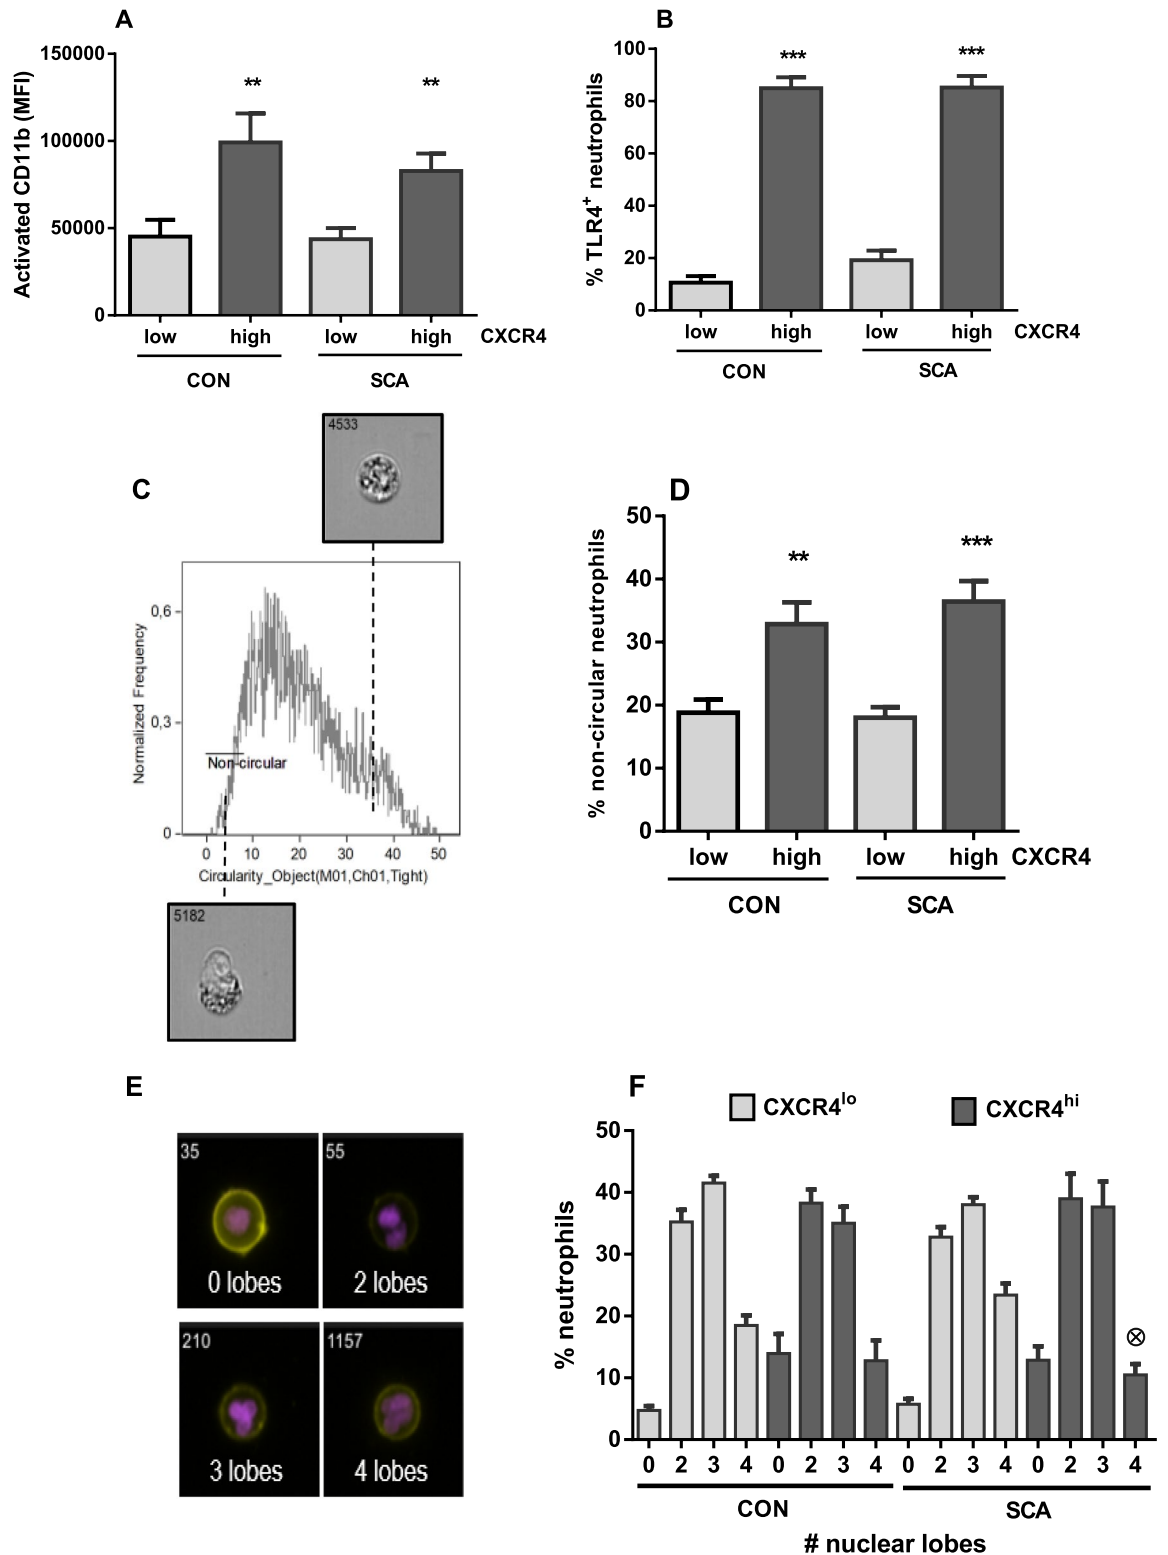 A
Activated CD11b (MFI)
150000
100000
50000
0
** **
low high low high CXCR4
CON SCA
B
% TLR4+ neutrophils
100
80
60
40
20
0
*** ***
low high low high CXCR4
CON SCA
C
4533
Normalized Frequency
0,6
0,3
0
Non-circular
0 10 20 30 40 50
Circularity_Object(M01,Ch01,Tight)
5182
D
% non-circular neutrophils
50
40
30
20
10
0
** ***
low high low high CXCR4
CON SCA
E
35
0 lobes
55
2 lobes
210
3 lobes
1157
4 lobes
F
CXCR4lo CXCR4hi
% neutrophils
50
40
30
20
10
0
⊗
0 2 3 4 0 2 3 4 0 2 3 4 0 2 3 4
CON SCA
# nuclear lobes